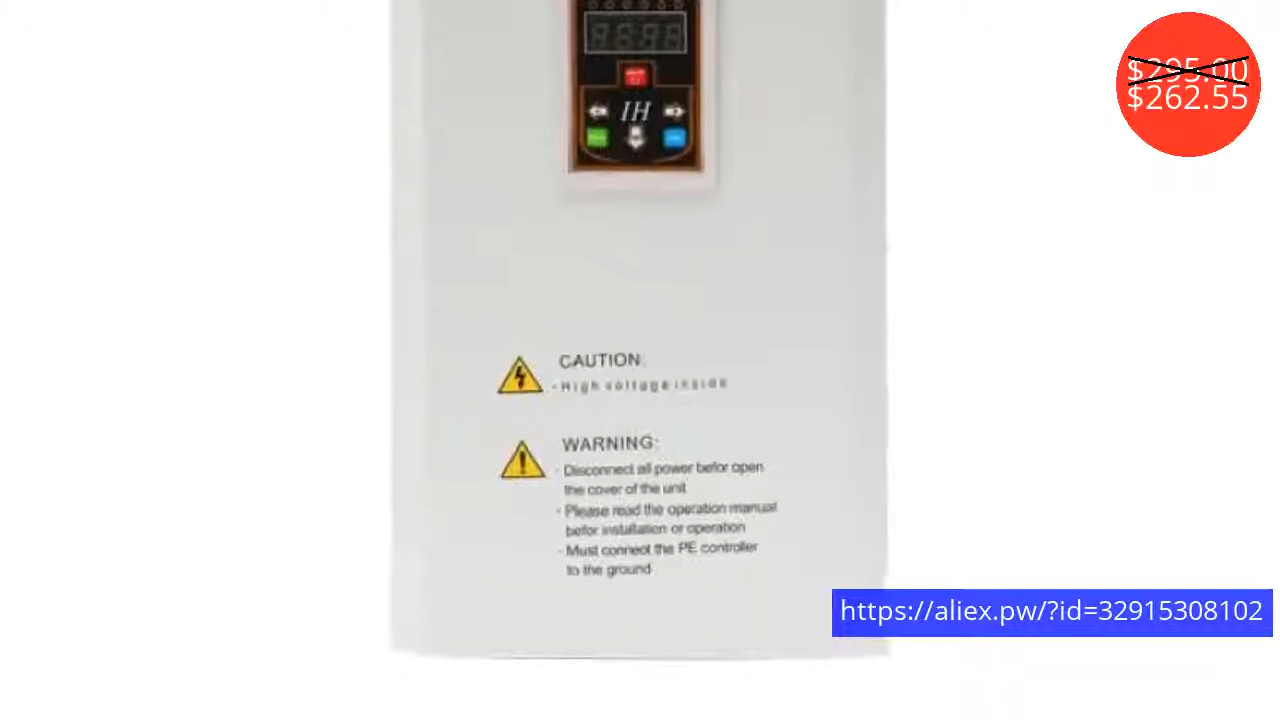 $295.00
$262.55
IH
CAUTION:
· High voltage inside
WARNING:
· Disconnect all power befor open
the cover of the unit
· Please read the operation manual
befor installation or operation
· Must connect the PE controller
to the ground
https://aliex.pw/?id=32915308102